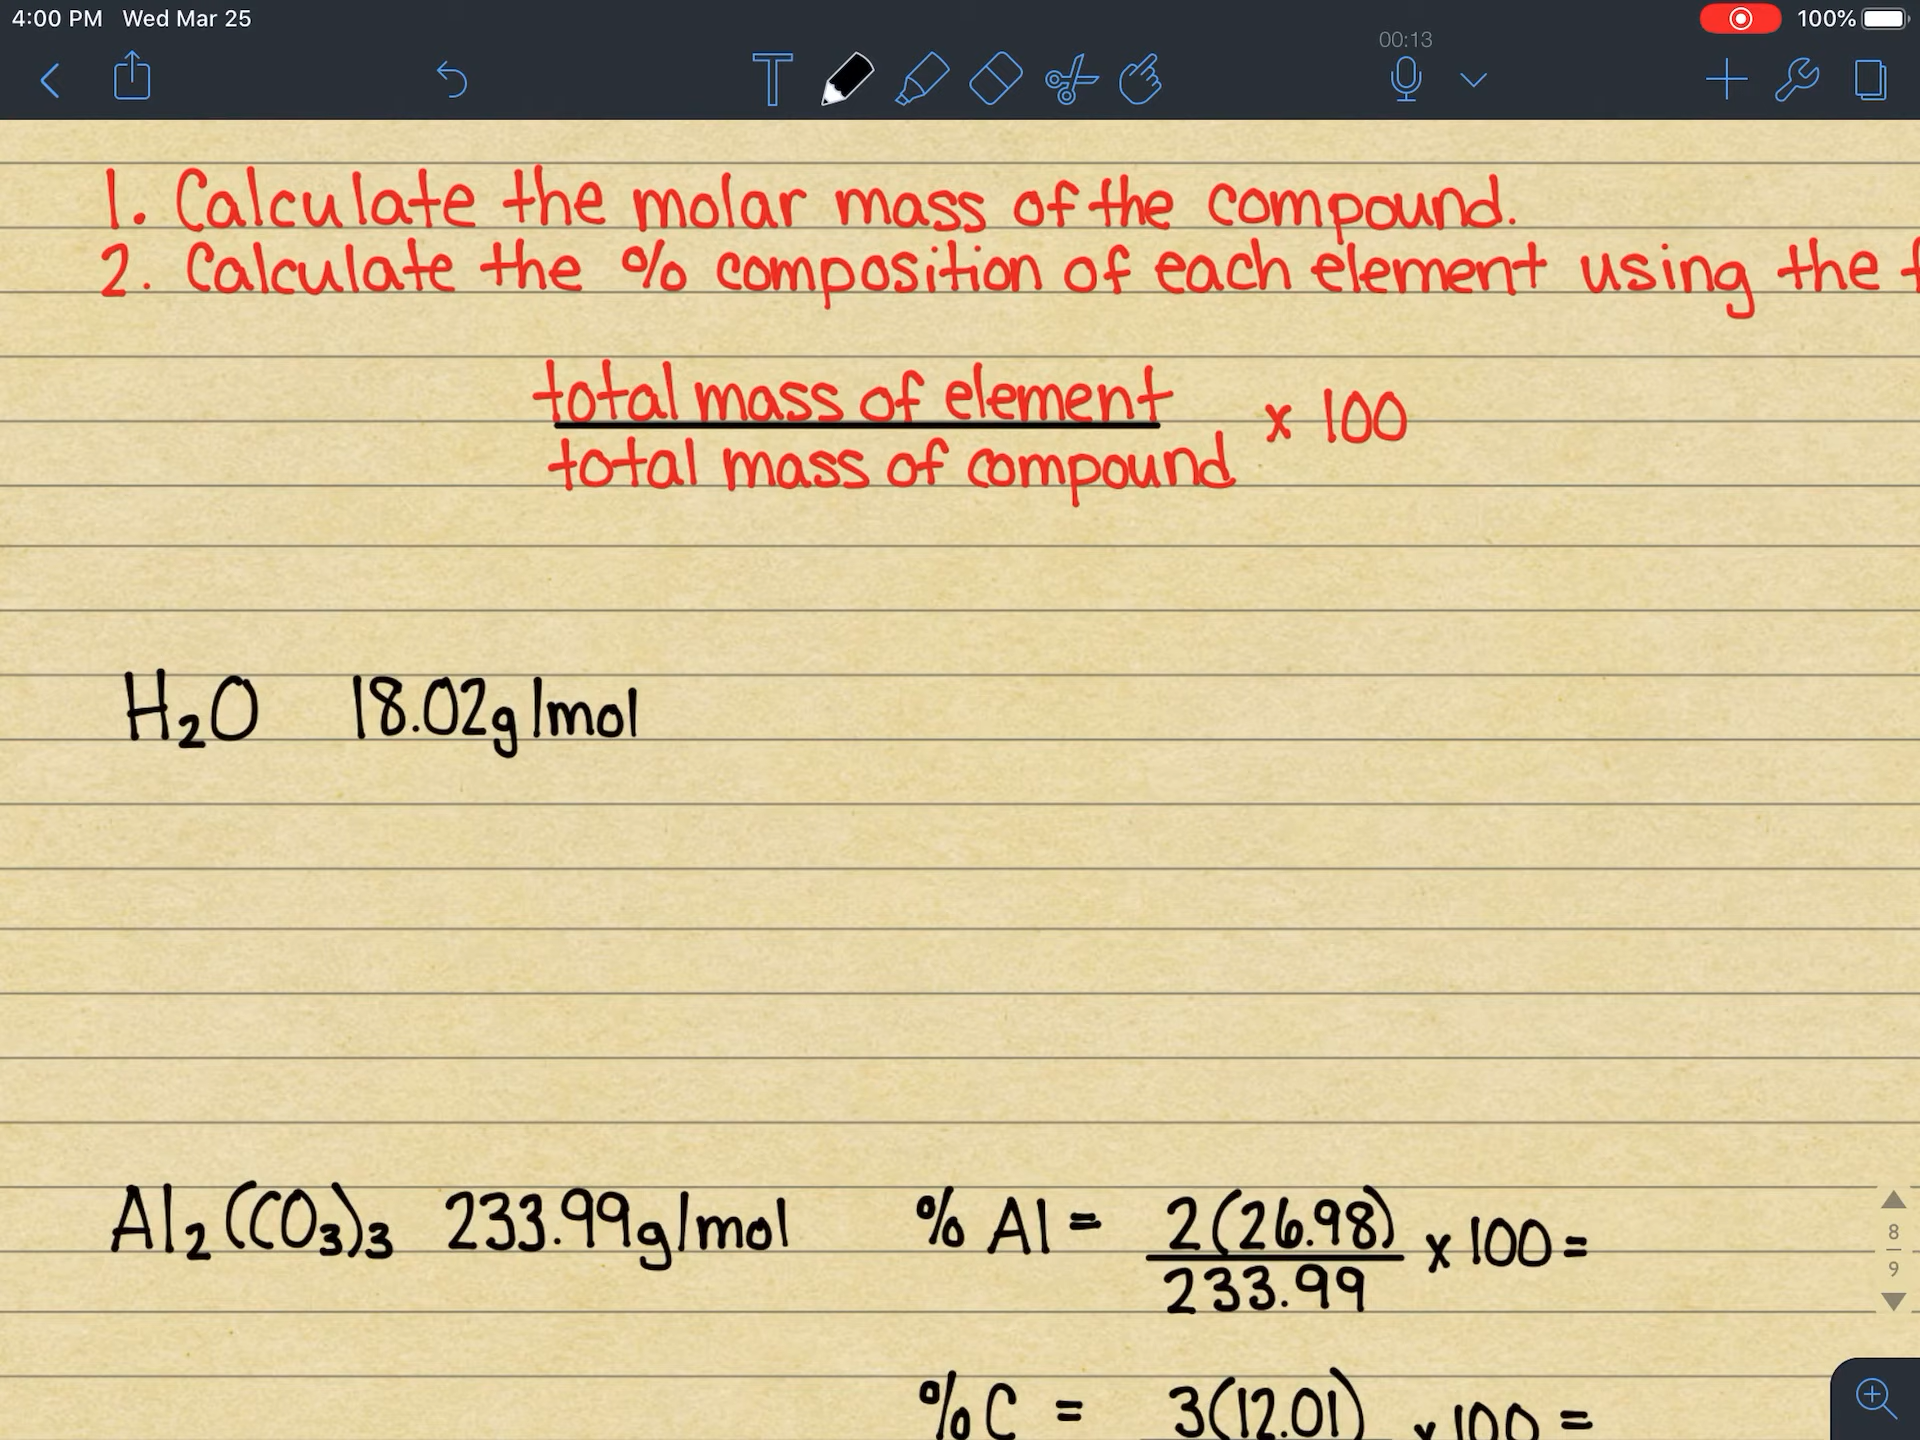 4:00 PM Wed Mar 25
100%
00:13
T
1. Calculate the molar mass of the compound.
2. Calculate the % composition of each element using the
total mass of element
total mass of compound
x 100
H₂O 18.02g/mol
Al₂(CO₃)₃ 233.99g/mol % Al = 2(26.98) x 100 =
233.99
8
9
% C = 3(12.01) x 100 =